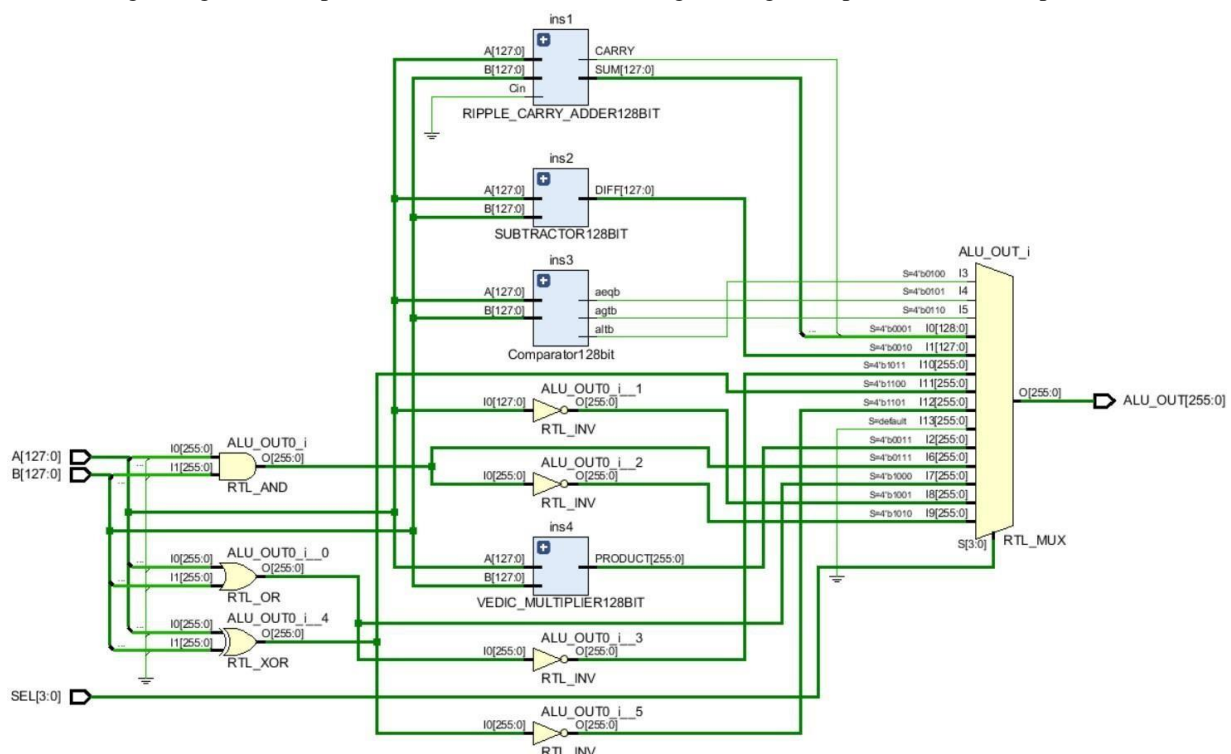 ins1
A[127:0] CARRY
B[127:0] SUM[127:0]
Cin
RIPPLE_CARRY_ADDER128BIT
ins2
A[127:0] DIFF[127:0]
B[127:0]
SUBTRACTOR128BIT
ins3
A[127:0] aeqb
B[127:0] agtb
altb
Comparator128bit
ALU_OUT_i
S=4'b0100 I3
S=4'b0101 I4
S=4'b0110 I5
... S=4'b0001 I0[128:0]
S=4'b0010 I1[127:0]
S=4'b1011 I10[255:0]
S=4'b1100 I11[255:0]
S=4'b1101 I12[255:0]
S=default I13[255:0]
S=4'b0011 I2[255:0]
S=4'b0111 I6[255:0]
S=4'b1000 I7[255:0]
S=4'b1001 I8[255:0]
S=4'b1010 I9[255:0]
S[3:0] RTL_MUX
O[255:0] ALU_OUT[255:0]
ALU_OUT0_i__1
I0[127:0] O[255:0]
RTL_INV
A[127:0]
B[127:0]
ALU_OUT0_i
... I0[255:0] O[255:0]
... I1[255:0]
RTL_AND
ALU_OUT0_i__2
I0[255:0] O[255:0]
RTL_INV
ins4
A[127:0] PRODUCT[255:0]
B[127:0]
VEDIC_MULTIPLIER128BIT
ALU_OUT0_i__0
... I0[255:0] O[255:0]
... I1[255:0]
RTL_OR
ALU_OUT0_i__4
... I0[255:0] O[255:0]
... I1[255:0]
RTL_XOR
ALU_OUT0_i__3
I0[255:0] O[255:0]
RTL_INV
SEL[3:0]
ALU_OUT0_i__5
I0[255:0] O[255:0]
RTL_INV